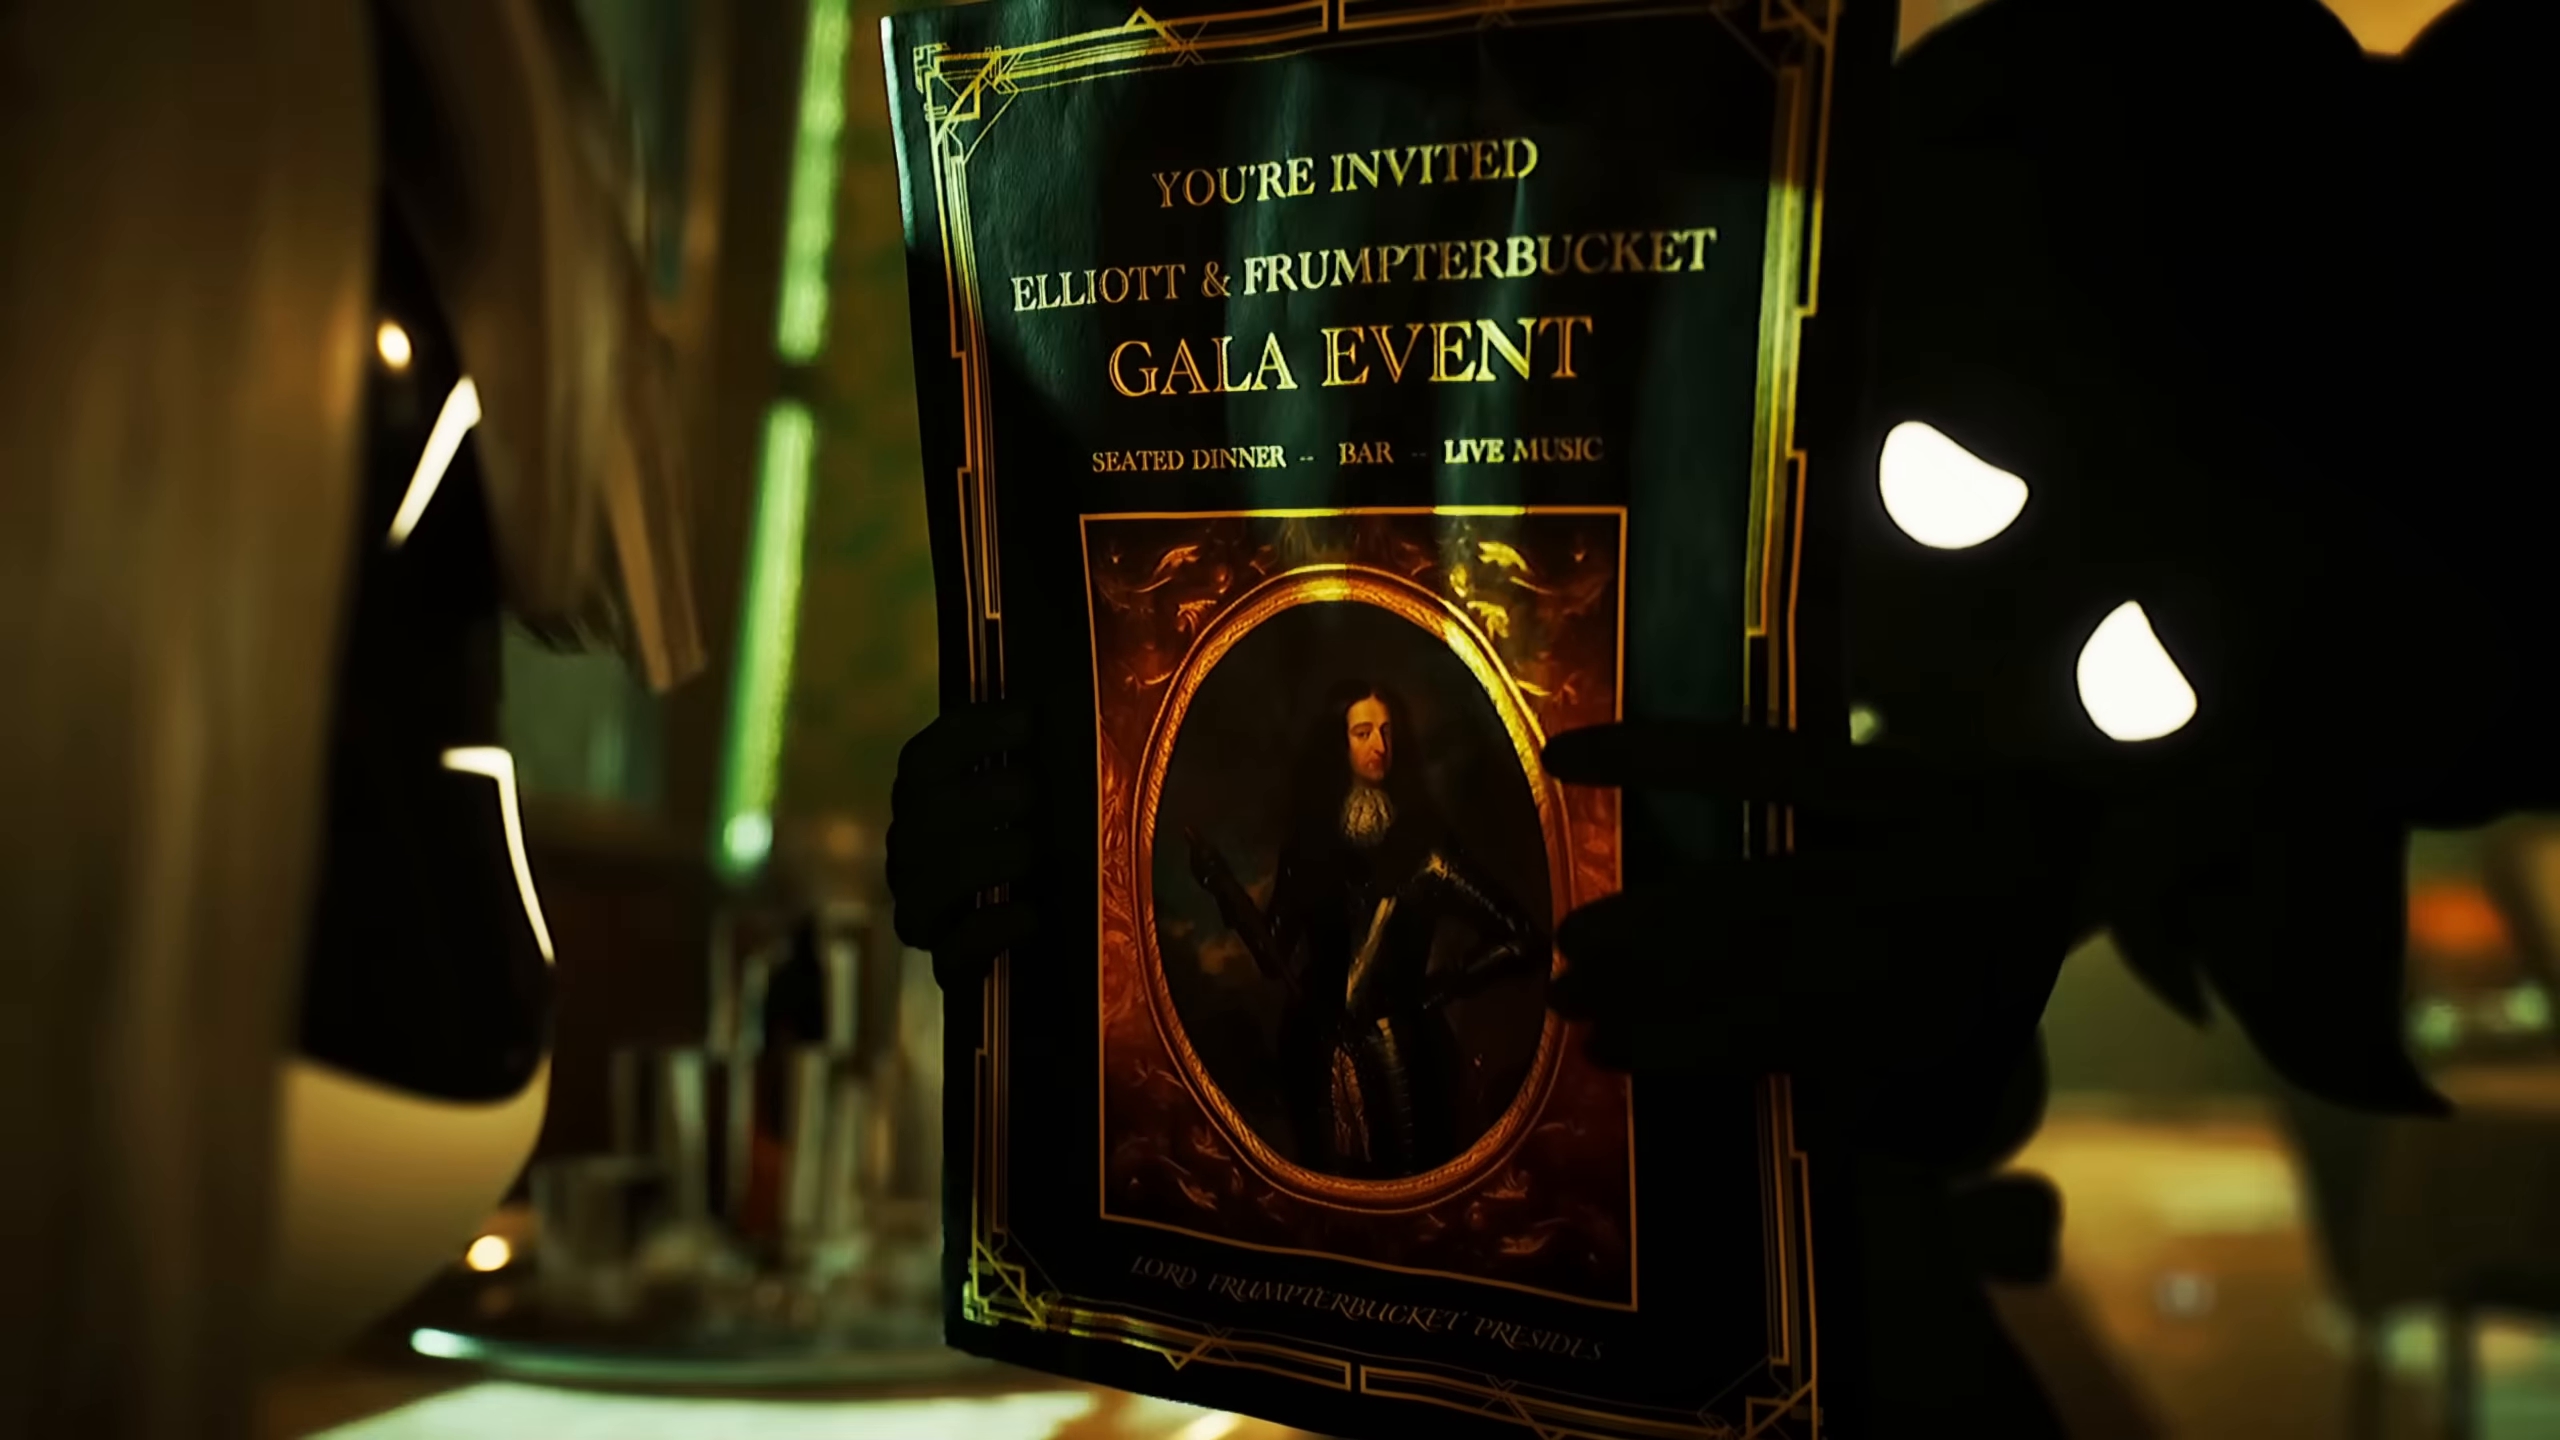 YOU'RE INVITED
ELLIOTT & FRUMPTERBUCKET
GALA EVENT
SEATED DINNER -- BAR -- LIVE MUSIC
LORD FRUMPTERBUCKET PRESIDES